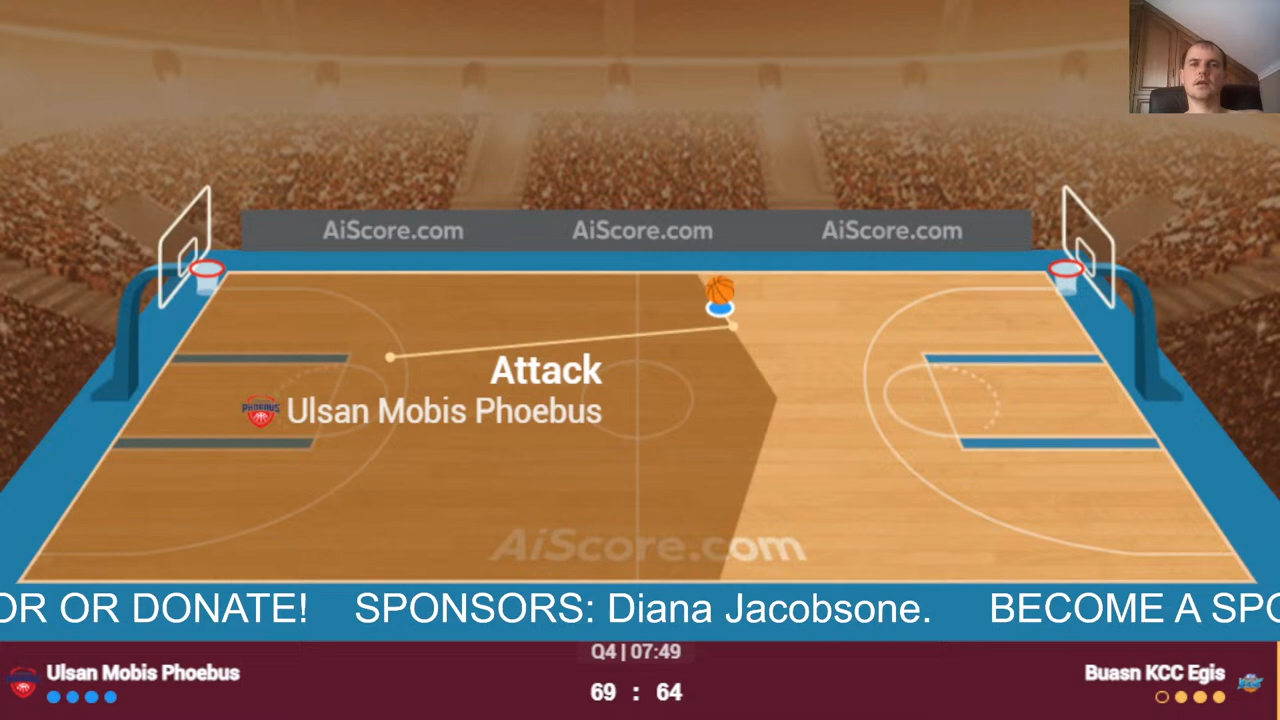 AiScore.com AiScore.com AiScore.com
Attack
PHOEBUS Ulsan Mobis Phoebus
AiScore.com
OR OR DONATE! SPONSORS: Diana Jacobsone. BECOME A SPO
Q4 | 07:49
Ulsan Mobis Phoebus
69 : 64
Buasn KCC Egis